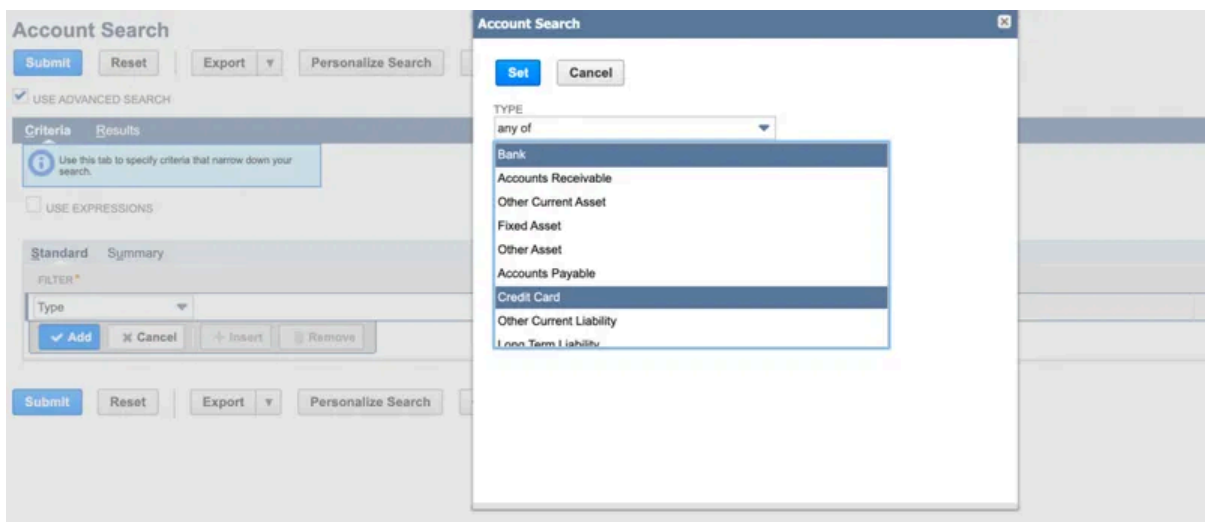 Account Search
Submit Reset Export Personalize Search
USE ADVANCED SEARCH
Criteria Results
Use this tab to specify criteria that narrow down your
search.
USE EXPRESSIONS
Standard Summary
FILTER*
Type
Add Cancel Insert Remove
Submit Reset Export Personalize Search
Account Search
Set Cancel
TYPE
any of
Bank
Accounts Receivable
Other Current Asset
Fixed Asset
Other Asset
Accounts Payable
Credit Card
Other Current Liability
Long Term Liability